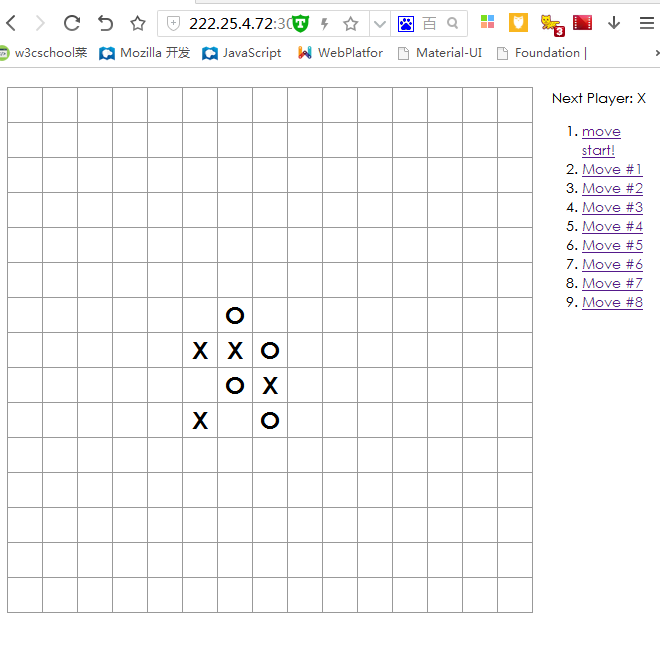 222.25.4.72:30
百
3
w3cschool菜
Mozilla 开发
JavaScript
WebPlatfor
Material-UI
Foundation |
Next Player: X
1. move start!
2. Move #1
3. Move #2
4. Move #3
5. Move #4
6. Move #5
7. Move #6
8. Move #7
9. Move #8
O
X X O
O X
X O